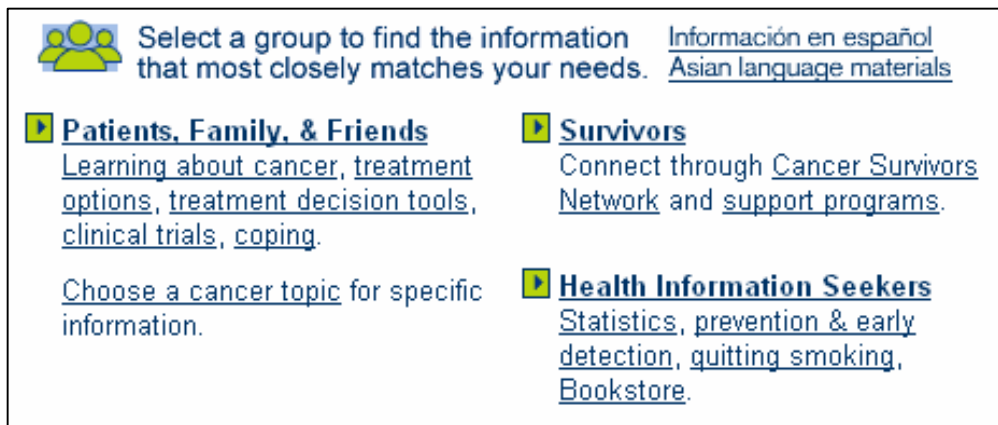 Select a group to find the information
that most closely matches your needs.
Información en español
Asian language materials
Patients, Family, & Friends
Learning about cancer, treatment
options, treatment decision tools,
clinical trials, coping.
Choose a cancer topic for specific
information.
Survivors
Connect through Cancer Survivors
Network and support programs.
Health Information Seekers
Statistics, prevention & early
detection, quitting smoking,
Bookstore.